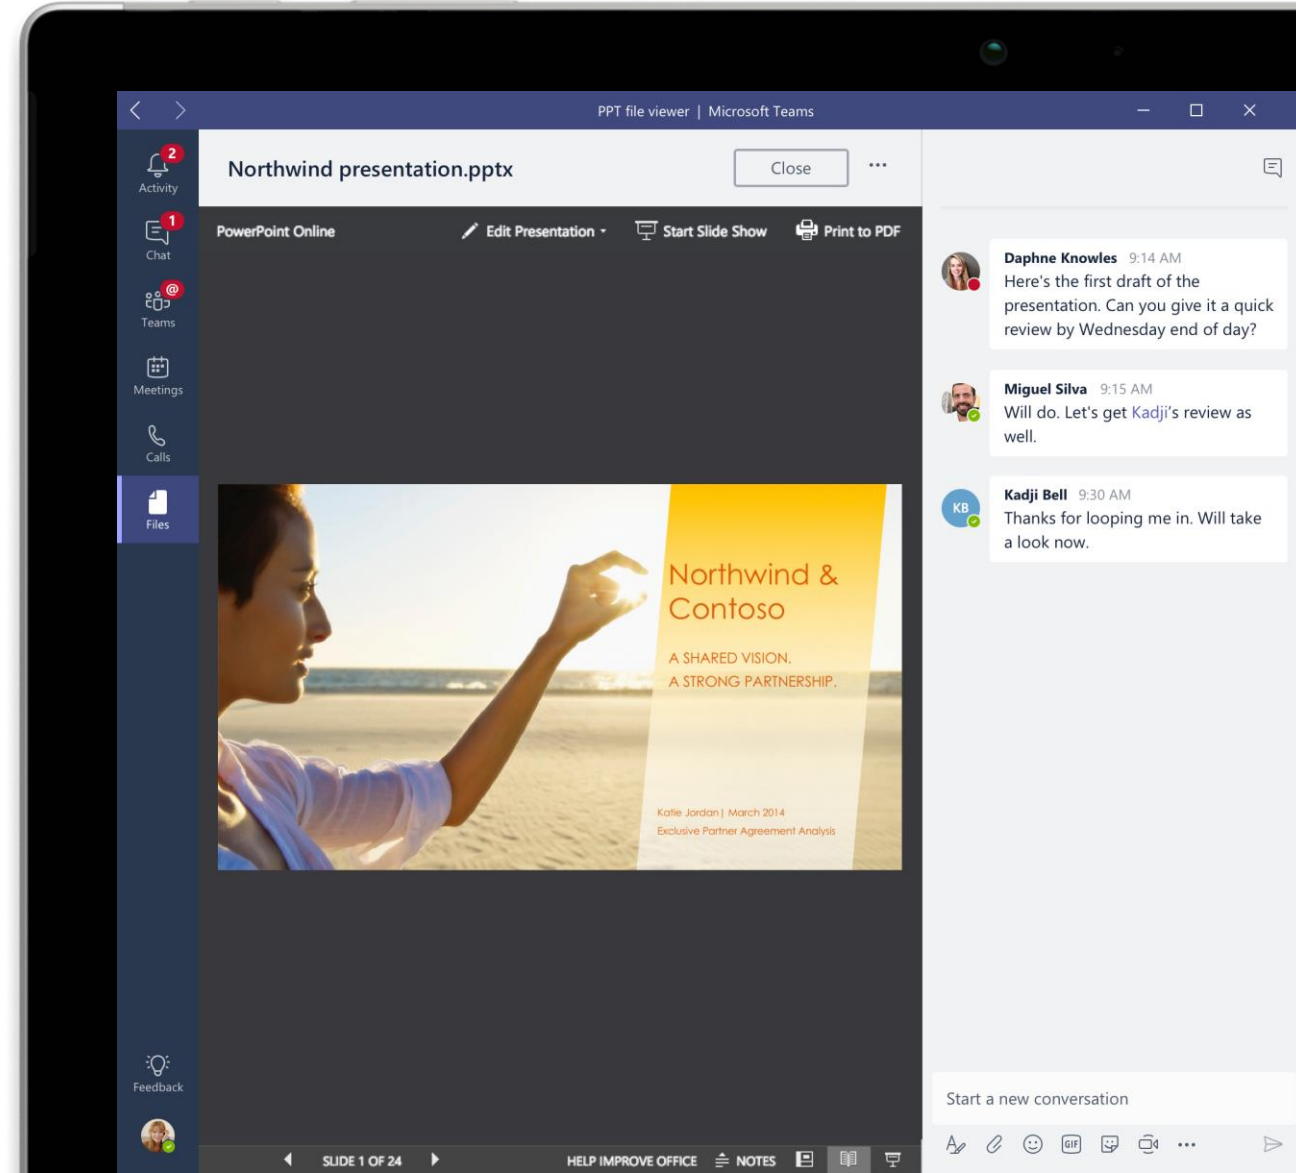 PPT file viewer | Microsoft Teams
2
Activity
1
Chat
@
Teams
Meetings
Calls
Files
Feedback
Northwind presentation.pptx
Close
PowerPoint Online
Edit Presentation
Start Slide Show
Print to PDF
Northwind &
Contoso
A SHARED VISION.
A STRONG PARTNERSHIP.
Katie Jordan| March 2014
Exclusive Partner Agreement Analysis
SLIDE 1 OF 24
HELP IMPROVE OFFICE
NOTES
Daphne Knowles 9:14 AM
Here's the first draft of the
presentation. Can you give it a quick
review by Wednesday end of day?
Miguel Silva 9:15 AM
Will do. Let's get Kadji's review as
well.
KB
Kadji Bell 9:30 AM
Thanks for looping me in. Will take
a look now.
Start a new conversation
GIF